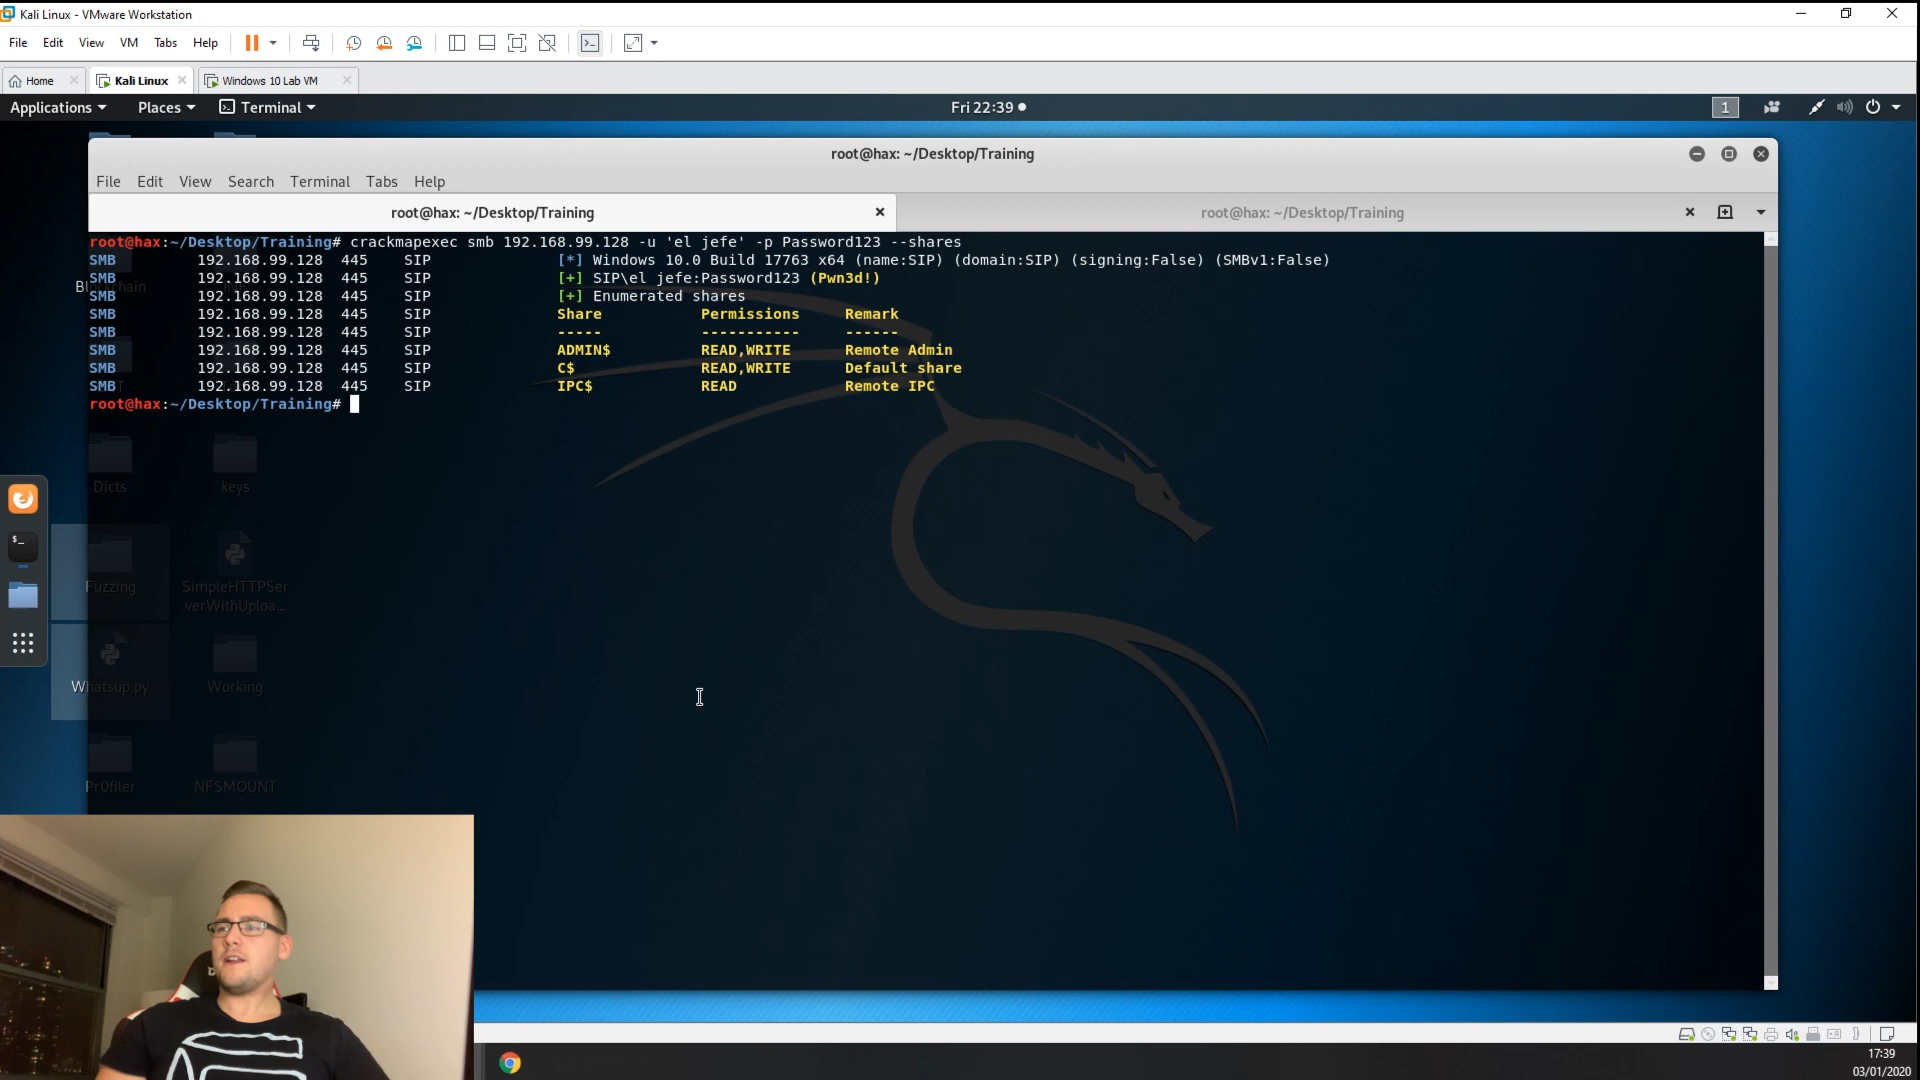 Kali Linux - VMware Workstation
File Edit View VM Tabs Help
Home Kali Linux Windows 10 Lab VM
Applications Places Terminal Fri 22:39 1
root@hax: ~/Desktop/Training
File Edit View Search Terminal Tabs Help
root@hax: ~/Desktop/Training root@hax: ~/Desktop/Training
root@hax:~/Desktop/Training# crackmapexec smb 192.168.99.128 -u 'el jefe' -p Password123 --shares
SMB 192.168.99.128 445 SIP [*] Windows 10.0 Build 17763 x64 (name:SIP) (domain:SIP) (signing:False) (SMBv1:False)
SMB 192.168.99.128 445 SIP [+] SIP\el jefe:Password123 (Pwn3d!)
SMB 192.168.99.128 445 SIP [+] Enumerated shares
SMB 192.168.99.128 445 SIP Share Permissions Remark
SMB 192.168.99.128 445 SIP ----- ----------- ------
SMB 192.168.99.128 445 SIP ADMIN$ READ,WRITE Remote Admin
SMB 192.168.99.128 445 SIP C$ READ,WRITE Default share
SMB 192.168.99.128 445 SIP IPC$ READ Remote IPC
root@hax:~/Desktop/Training#
Dicts keys
Fuzzing SimpleHTTPSer
verWithUploa...
Whatsup.py Working
Pr0filer NFSMOUNT
17:39
03/01/2020